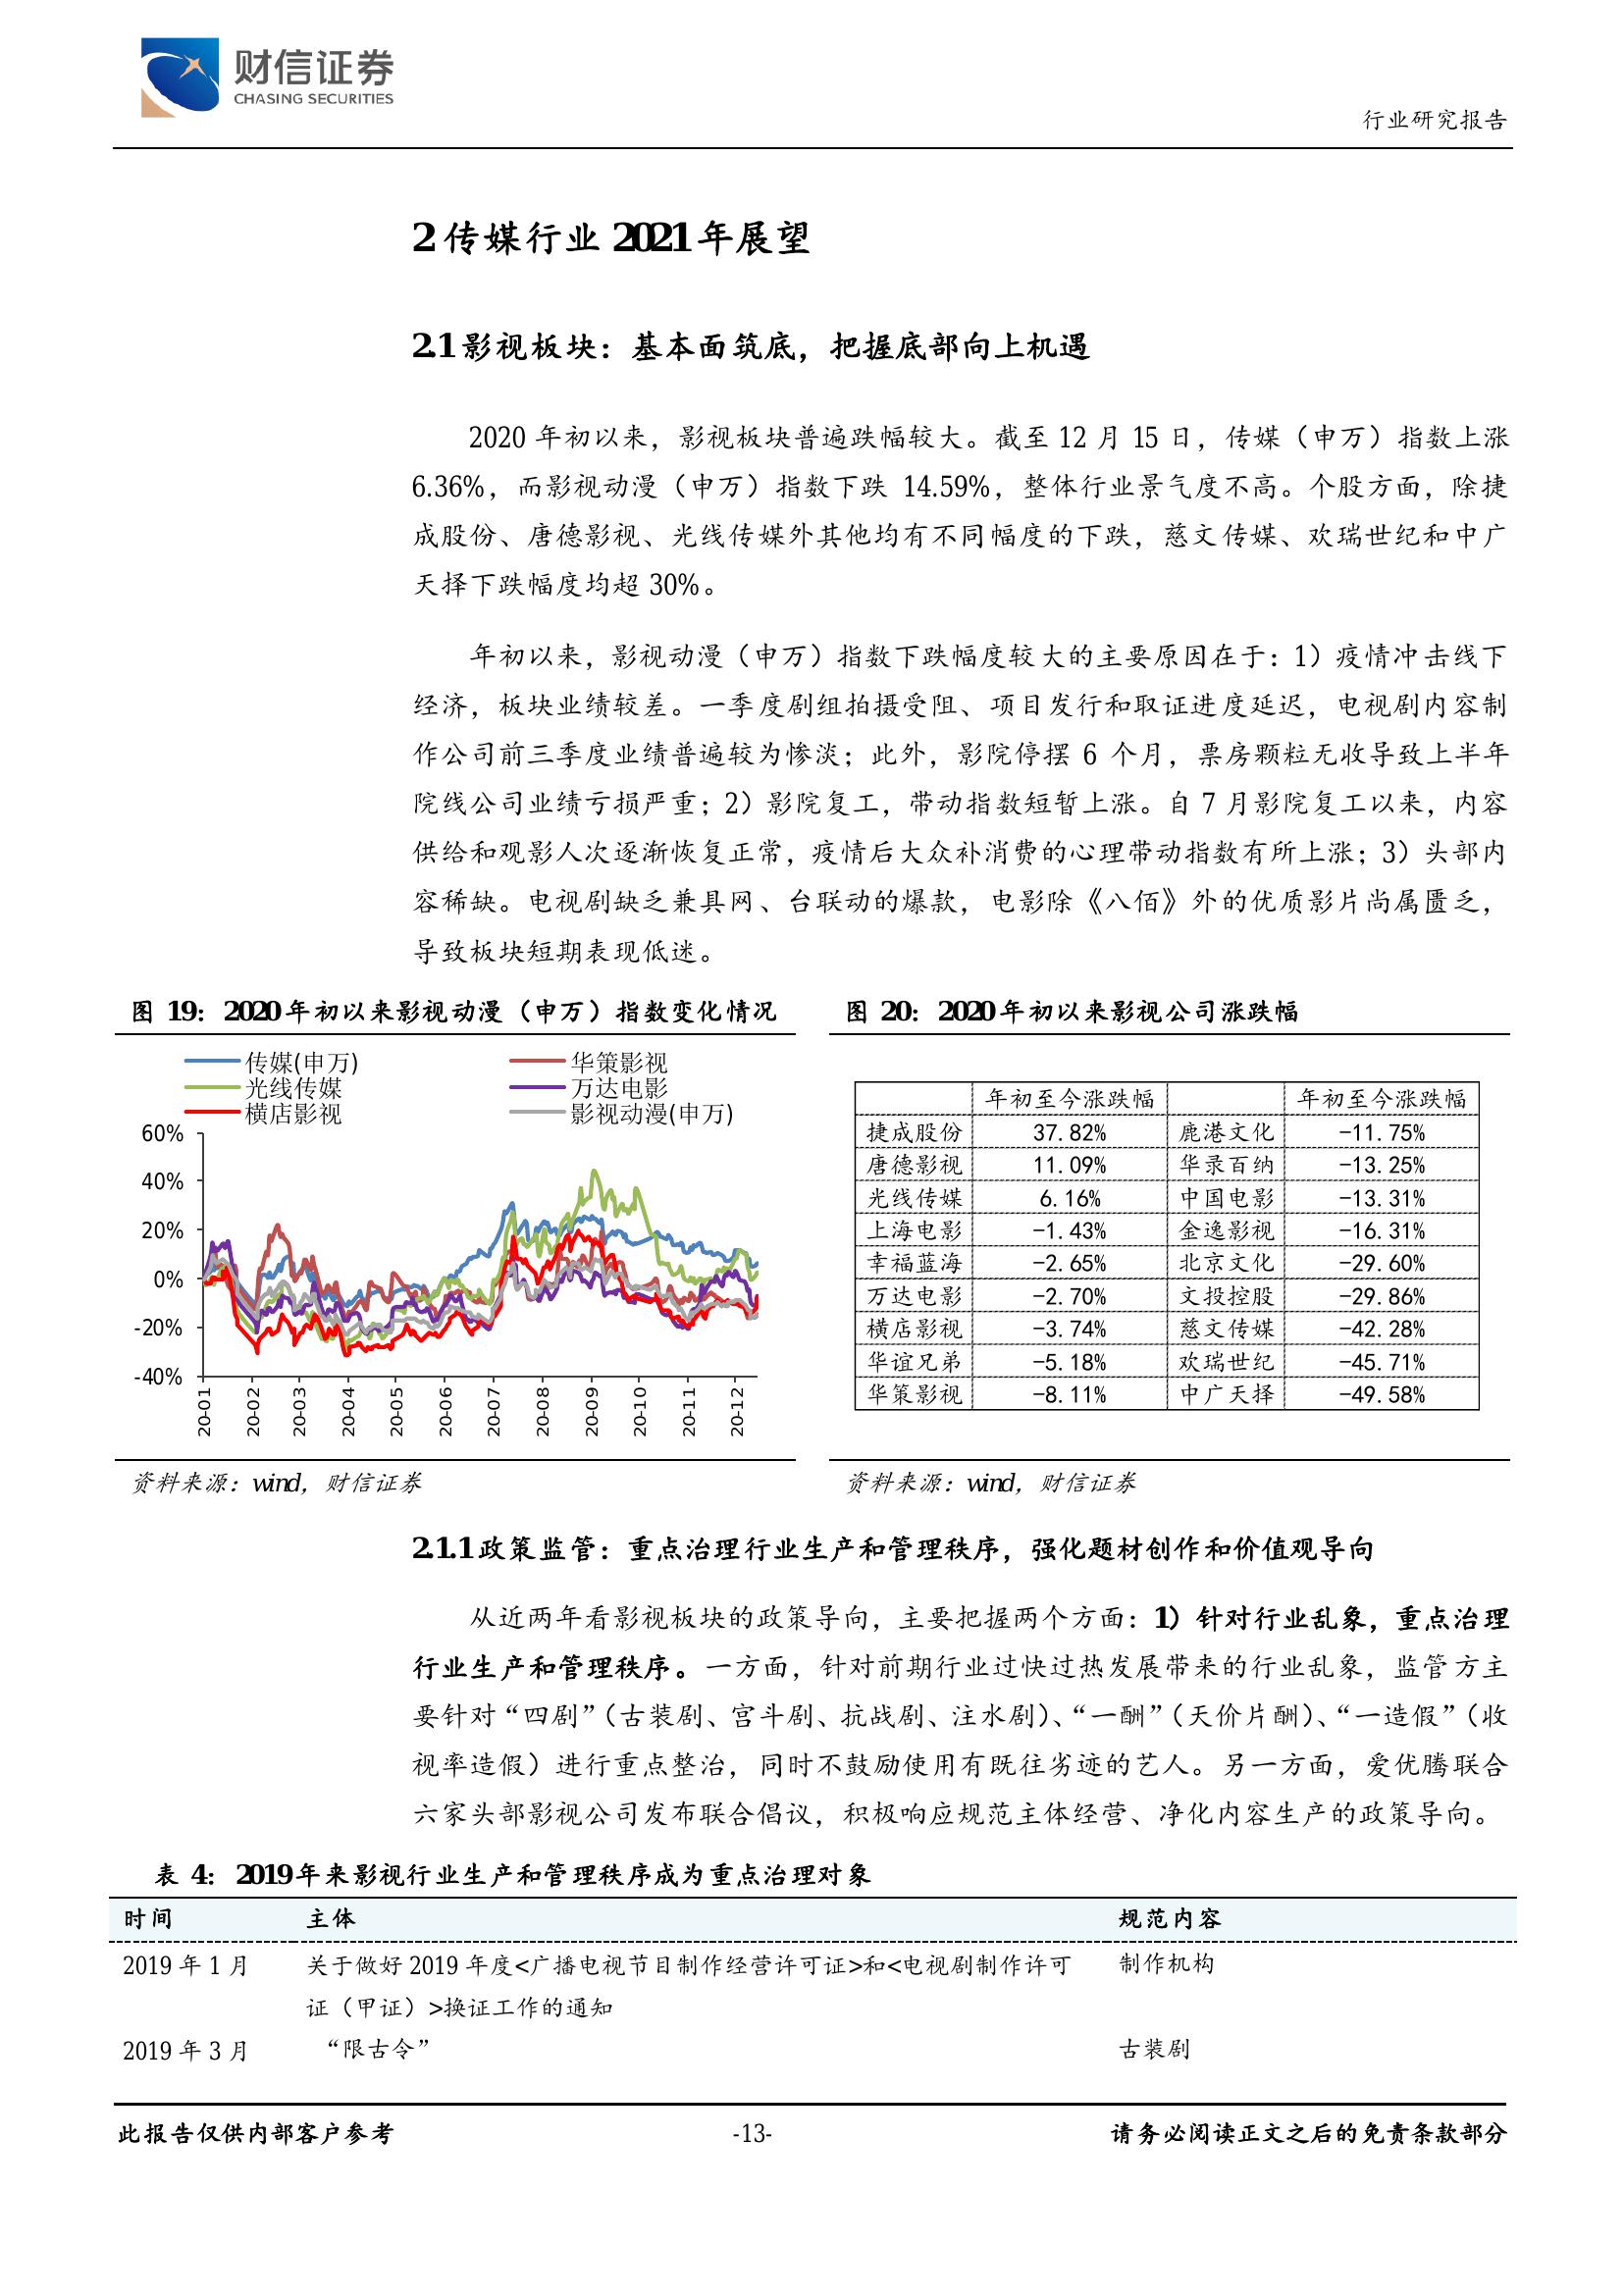 财信证券
CHASING SECURITIES
行业研究报告
2 传媒行业 2021 年展望
2.1 影视板块：基本面筑底，把握底部向上机遇
2020 年初以来，影视板块普遍跌幅较大。截至 12 月 15 日，传媒（申万）指数上涨
6.36%，而影视动漫（申万）指数下跌 14.59%，整体行业景气度不高。个股方面，除捷
成股份、唐德影视、光线传媒外其他均有不同幅度的下跌，慈文传媒、欢瑞世纪和中广
天择下跌幅度均超 30%。
年初以来，影视动漫（申万）指数下跌幅度较大的主要原因在于：1）疫情冲击线下
经济，板块业绩较差。一季度剧组拍摄受阻、项目发行和取证进度延迟，电视剧内容制
作公司前三季度业绩普遍较为惨淡；此外，影院停摆 6 个月，票房颗粒无收导致上半年
院线公司业绩亏损严重；2）影院复工，带动指数短暂上涨。自 7 月影院复工以来，内容
供给和观影人次逐渐恢复正常，疫情后大众补消费的心理带动指数有所上涨；3）头部内
容稀缺。电视剧缺乏兼具网、台联动的爆款，电影除《八佰》外的优质影片尚属匮乏，
导致板块短期表现低迷。
图 19：2020 年初以来影视动漫（申万）指数变化情况
传媒(申万) 华策影视
光线传媒 万达电影
横店影视 影视动漫(申万)
60%
40%
20%
0%
-20%
-40%
20-01 20-02 20-03 20-04 20-05 20-06 20-07 20-08 20-09 20-10 20-11 20-12
资料来源：wind，财信证券
图 20：2020 年初以来影视公司涨跌幅
年初至今涨跌幅 年初至今涨跌幅
捷成股份 37.82% 鹿港文化 -11.75%
唐德影视 11.09% 华录百纳 -13.25%
光线传媒 6.16% 中国电影 -13.31%
上海电影 -1.43% 金逸影视 -16.31%
幸福蓝海 -2.65% 北京文化 -29.60%
万达电影 -2.70% 文投控股 -29.86%
横店影视 -3.74% 慈文传媒 -42.28%
华谊兄弟 -5.18% 欢瑞世纪 -45.71%
华策影视 -8.11% 中广天择 -49.58%
资料来源：wind，财信证券
2.1.1 政策监管：重点治理行业生产和管理秩序，强化题材创作和价值观导向
从近两年看影视板块的政策导向，主要把握两个方面：1）针对行业乱象，重点治理
行业生产和管理秩序。一方面，针对前期行业过快过热发展带来的行业乱象，监管方主
要针对“四剧”（古装剧、宫斗剧、抗战剧、注水剧）、“一酬”（天价片酬）、“一造假”（收
视率造假）进行重点整治，同时不鼓励使用有既往劣迹的艺人。另一方面，爱优腾联合
六家头部影视公司发布联合倡议，积极响应规范主体经营、净化内容生产的政策导向。
表 4：2019 年来影视行业生产和管理秩序成为重点治理对象
时间 主体 规范内容
2019 年 1 月 关于做好 2019 年度<广播电视节目制作经营许可证>和<电视剧制作许可 制作机构
证（甲证）>换证工作的通知
2019 年 3 月 “限古令” 古装剧
此报告仅供内部客户参考 -13- 请务必阅读正文之后的免责条款部分